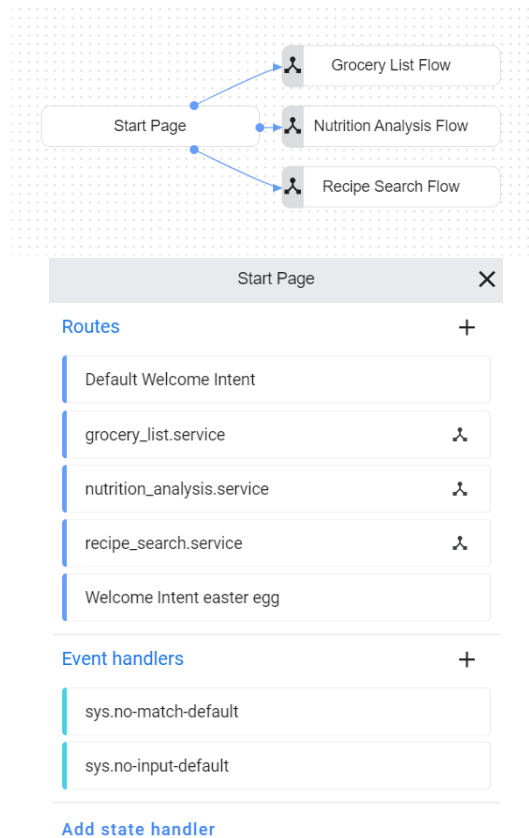 Grocery List Flow
Start Page
Nutrition Analysis Flow
Recipe Search Flow
Start Page
Routes
Default Welcome Intent
grocery_list.service
nutrition_analysis.service
recipe_search.service
Welcome Intent easter egg
Event handlers
sys.no-match-default
sys.no-input-default
Add state handler